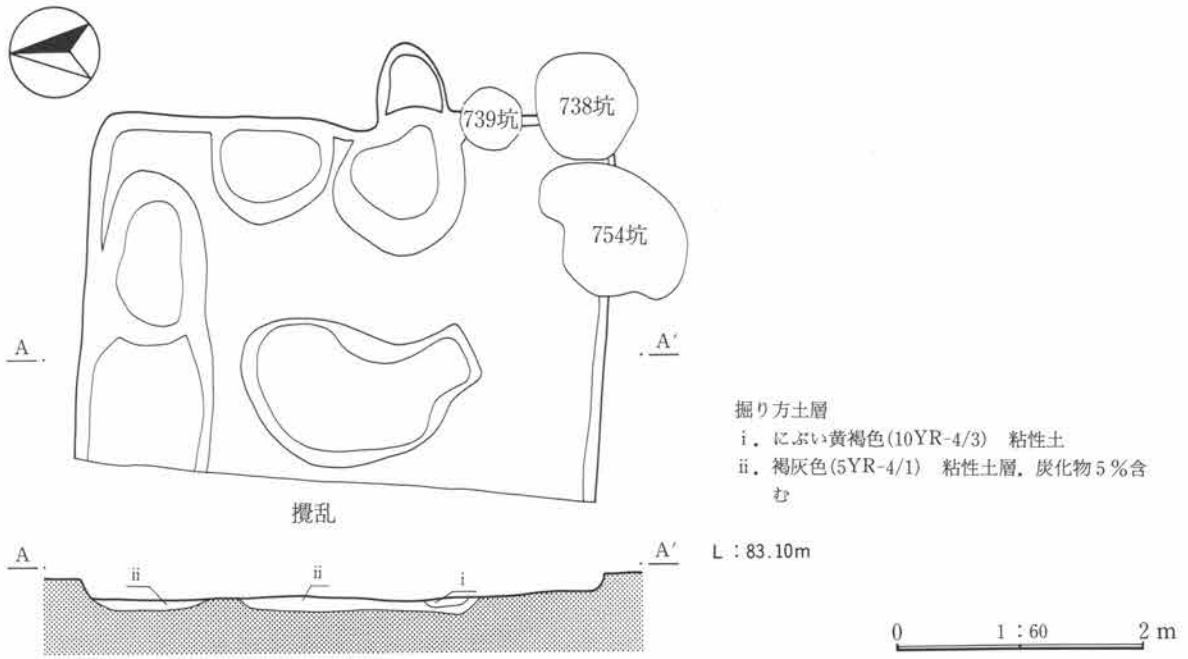 739坑
738坑
754坑
A
A′
掘り方土層
ⅰ．にぶい黄褐色(10YR-4/3)　粘性土
ⅱ．褐灰色(5YR-4/1)　粘性土層．炭化物5％含
む
攪乱
A
A′
L：83.10m
ⅱ
ⅱ
ⅰ
0
1：60
2 m